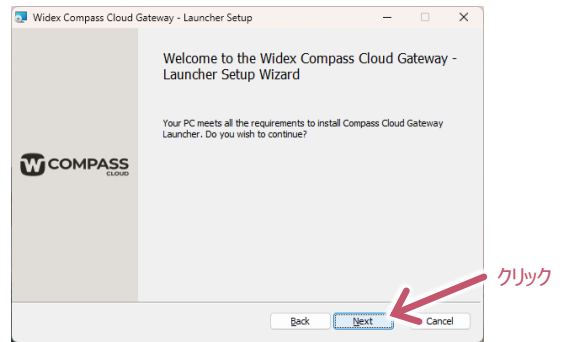 Widex Compass Cloud Gateway - Launcher Setup
Welcome to the Widex Compass Cloud Gateway -
Launcher Setup Wizard
Your PC meets all the requirements to install Compass Cloud Gateway
Launcher. Do you wish to continue?
W COMPASS
CLOUD
クリック
Back Next Cancel